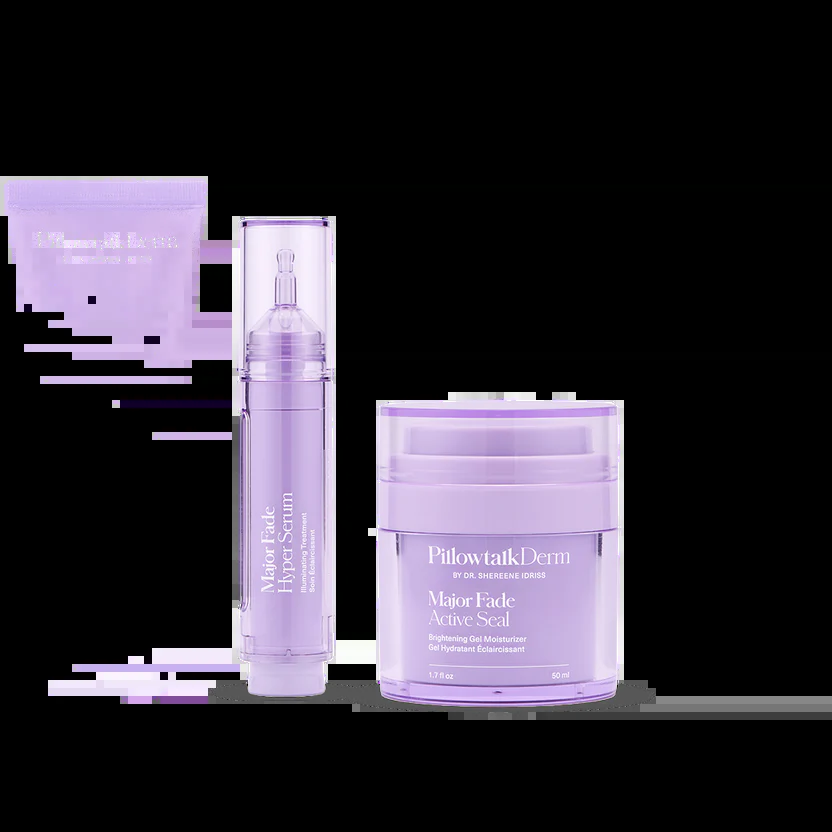 Major Fade
Hyper Serum
Illuminating Treatment
Soin Éclaircissant
PillowtalkDerm
BY DR. SHEREENE IDRISS
Major Fade
Active Seal
Brightening Gel Moisturizer
Gel Hydratant Éclaircissant
1.7 fl oz 50 ml